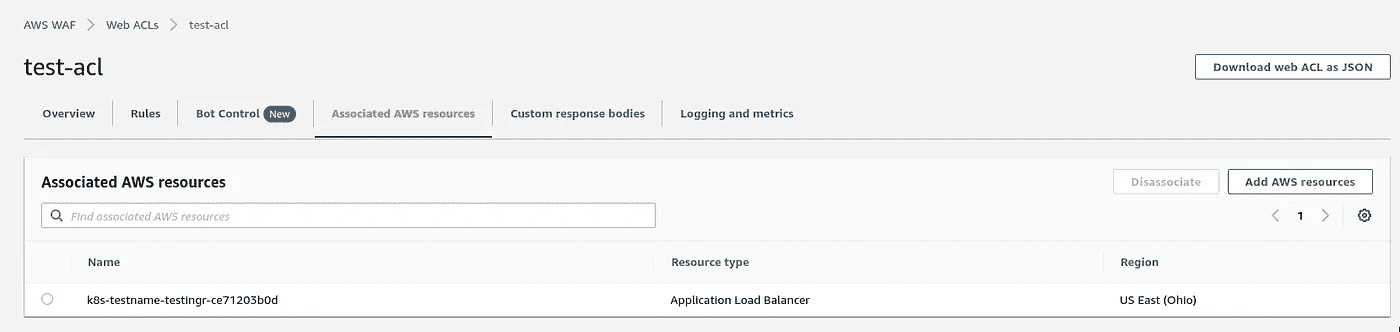 AWS WAF > Web ACLs > test-acl
test-acl
Download web ACL as JSON
Overview Rules Bot Control New Associated AWS resources Custom response bodies Logging and metrics
Associated AWS resources
Disassociate Add AWS resources
Find associated AWS resources
< 1 >
Name Resource type Region
k8s-testname-testingr-ce71203b0d Application Load Balancer US East (Ohio)